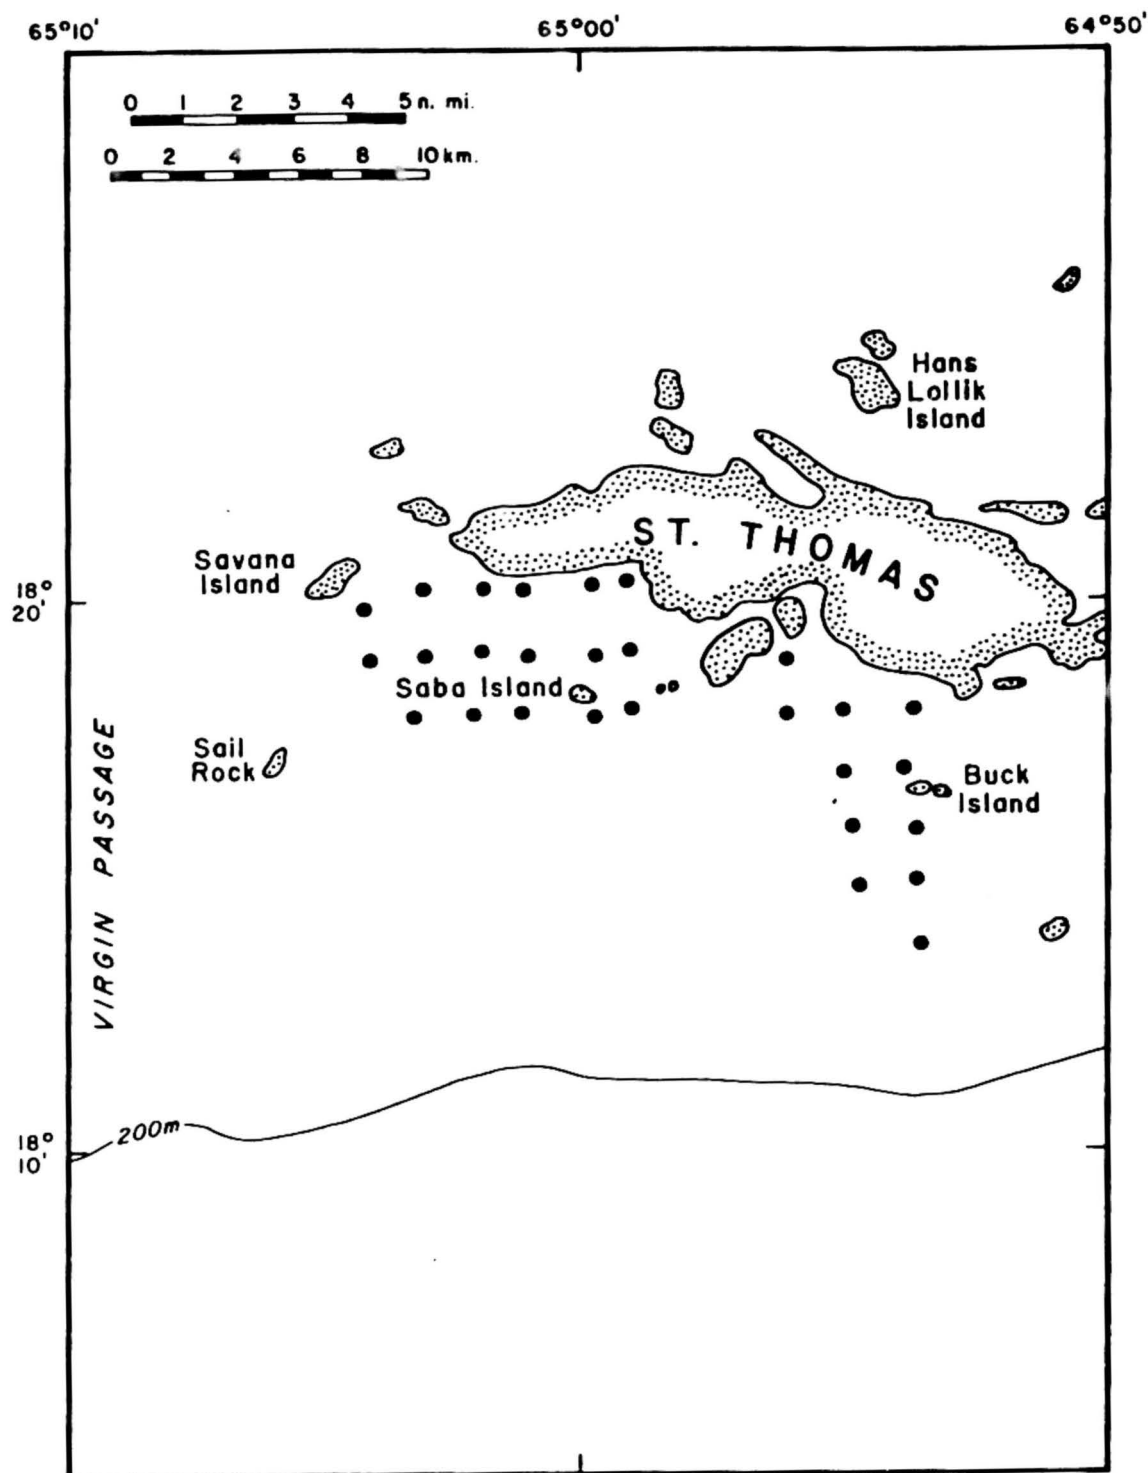 65°10' 65°00' 64°50'
0 1 2 3 4 5 n. mi.
0 2 4 6 8 10 km.
Hans
Lollik
Island
ST. THOMAS
Savana
Island
18°
20'
Saba Island
Sail
Rock
Buck
Island
VIRGIN PASSAGE
200m
18°
10'